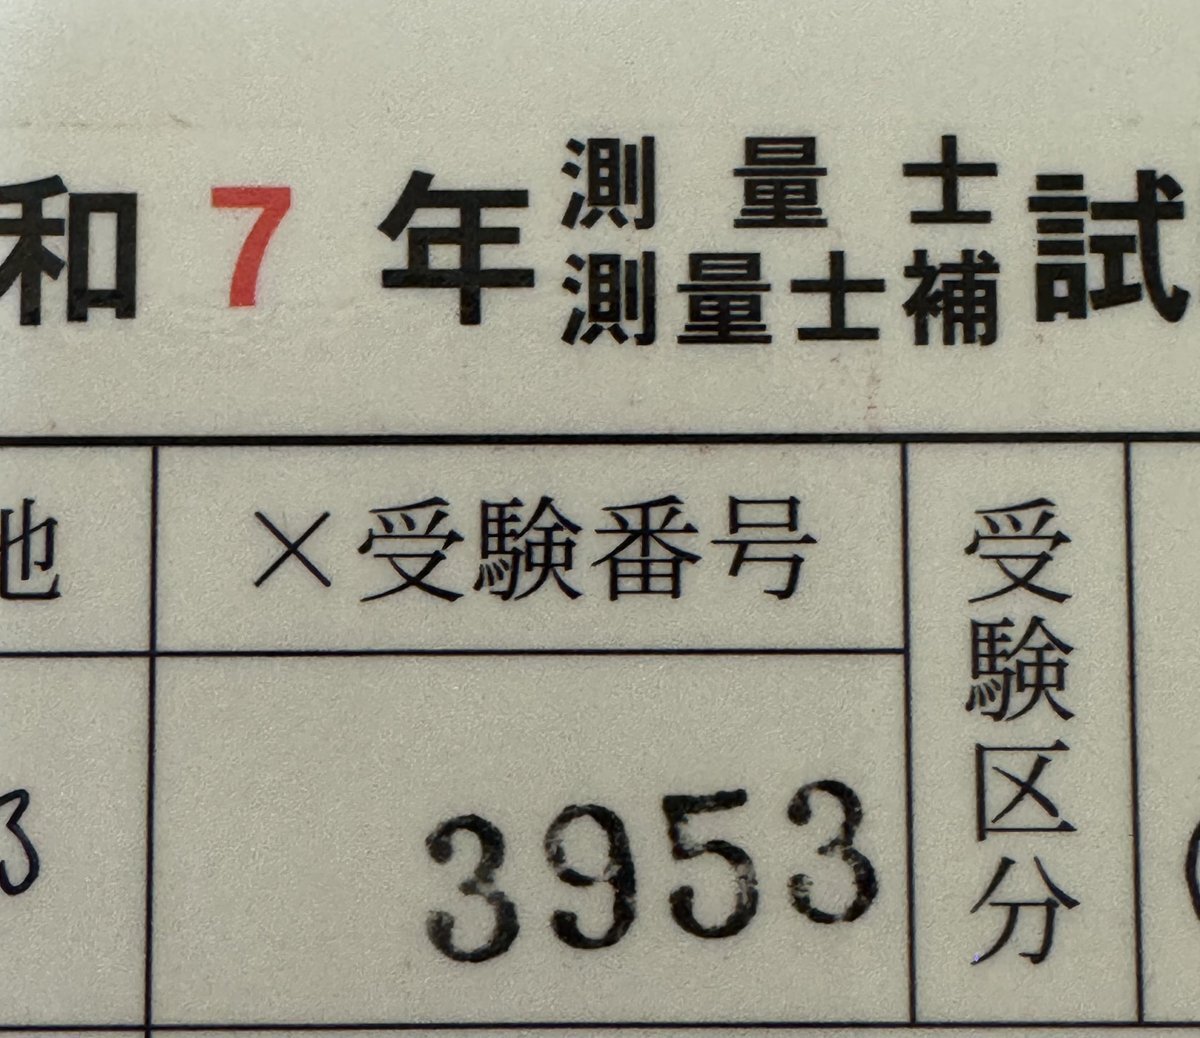 和7年 測量士 試
測量士補
地
×受験番号
受験区分
3953